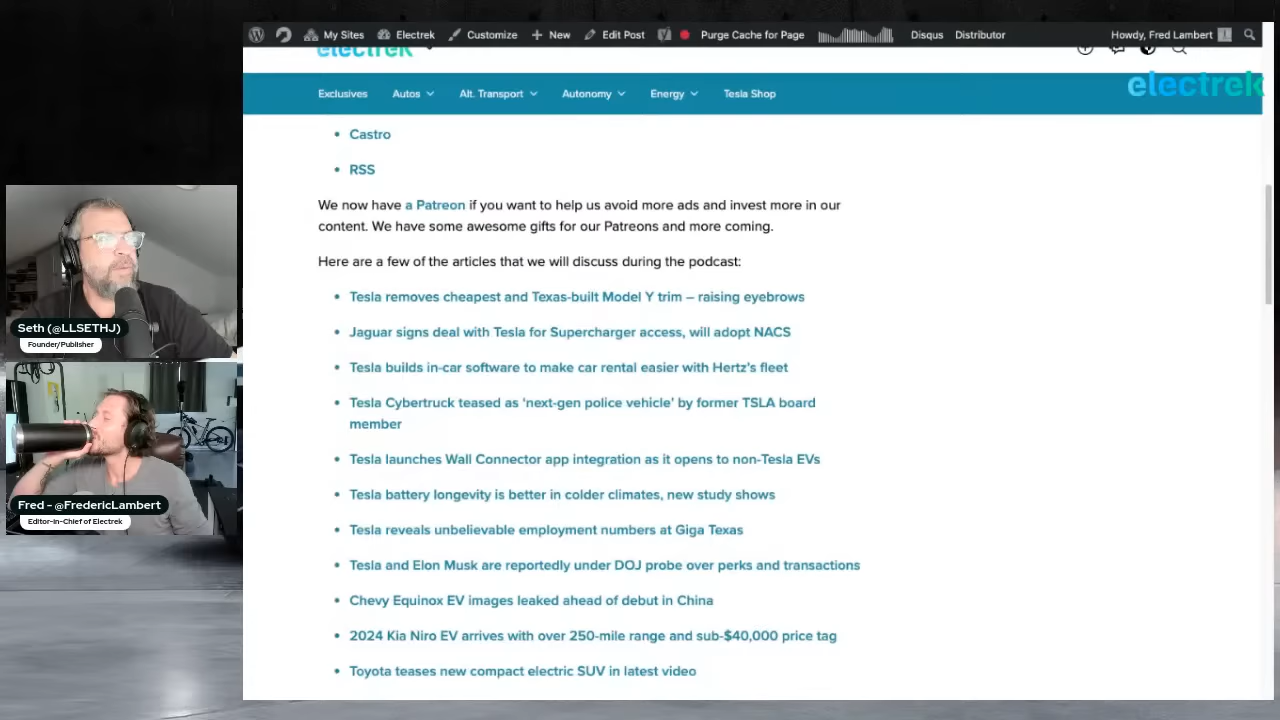 My Sites
Electrek
Customize
New
Edit Post
Purge Cache for Page
Disqus
Distributor
Howdy, Fred Lambert
electrek
electrek
Exclusives
Autos
Alt. Transport
Autonomy
Energy
Tesla Shop
• Castro
• RSS
We now have a Patreon if you want to help us avoid more ads and invest more in our
content. We have some awesome gifts for our Patreons and more coming.
Here are a few of the articles that we will discuss during the podcast:
• Tesla removes cheapest and Texas-built Model Y trim – raising eyebrows
• Jaguar signs deal with Tesla for Supercharger access, will adopt NACS
• Tesla builds in-car software to make car rental easier with Hertz's fleet
• Tesla Cybertruck teased as ‘next-gen police vehicle’ by former TSLA board
member
• Tesla launches Wall Connector app integration as it opens to non-Tesla EVs
• Tesla battery longevity is better in colder climates, new study shows
• Tesla reveals unbelievable employment numbers at Giga Texas
• Tesla and Elon Musk are reportedly under DOJ probe over perks and transactions
• Chevy Equinox EV images leaked ahead of debut in China
• 2024 Kia Niro EV arrives with over 250-mile range and sub-$40,000 price tag
• Toyota teases new compact electric SUV in latest video
Seth (@LLSETHJ)
Founder/Publisher
Fred - @FredericLambert
Editor-in-Chief of Electrek